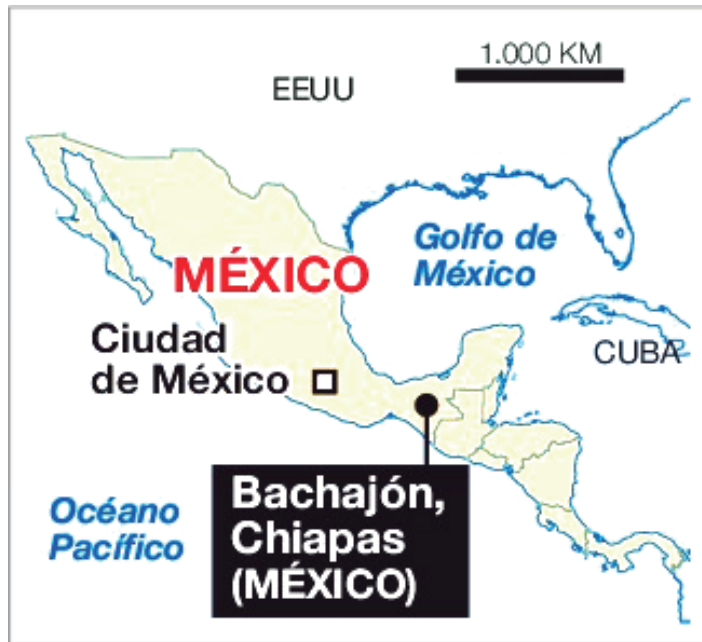 1.000 KM
EEUU
Golfo de
México
MÉXICO
Ciudad
de México
CUBA
Bachajón,
Chiapas
(MÉXICO)
Océano
Pacífico